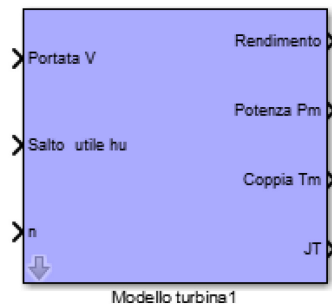 Rendimento
Portata V
Potenza Pm
Salto utile hu
Coppia Tm
n
JT
Modello turbina1